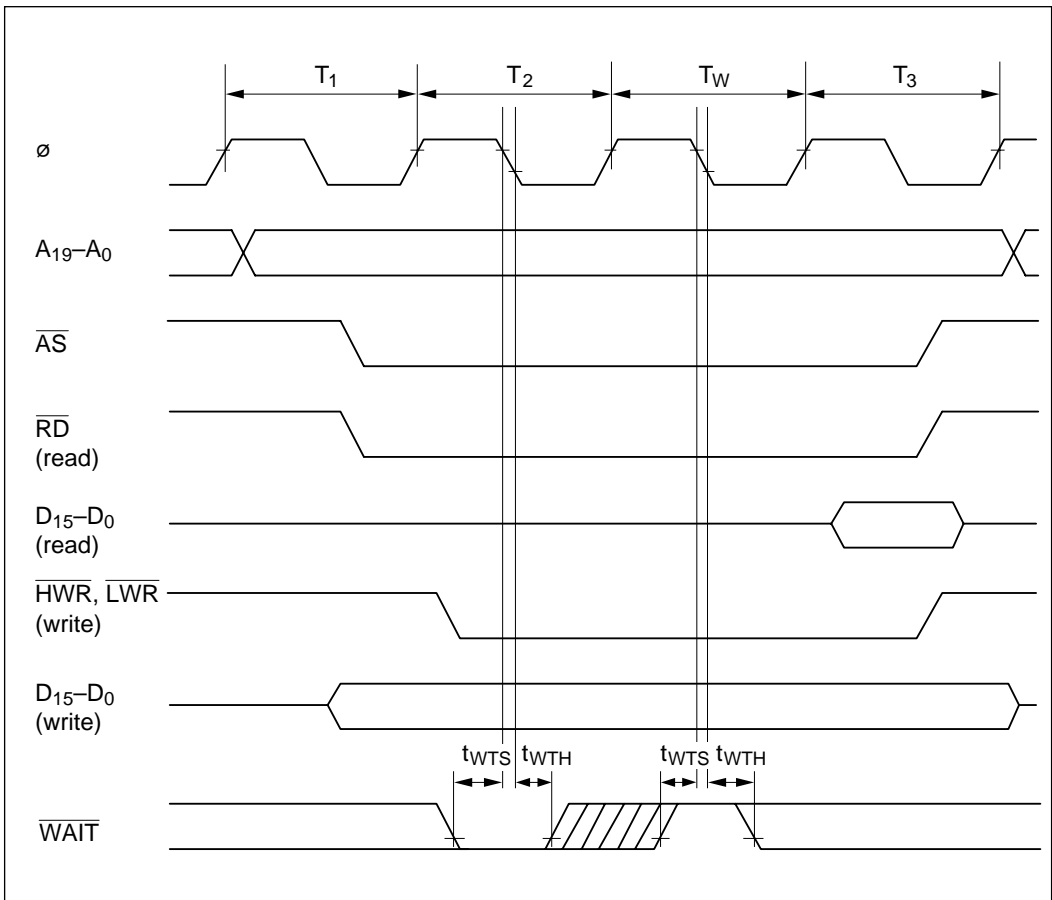 T1 T2 TW T3
ø
A19–A0
AS
RD
(read)
D15–D0
(read)
HWR, LWR
(write)
D15–D0
(write)
tWTS tWTH tWTS tWTH
WAIT